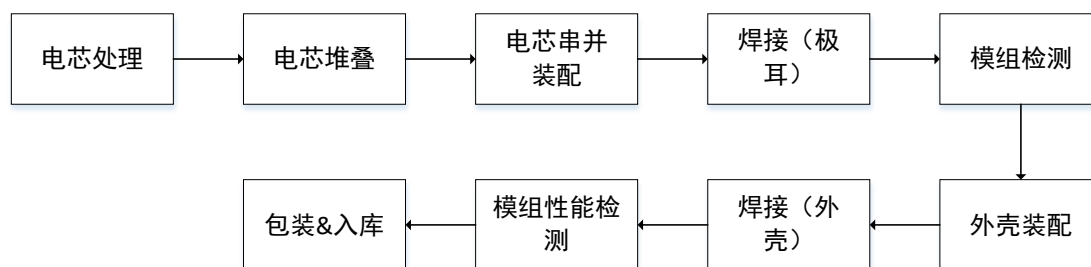 电芯处理
电芯堆叠
电芯串并
装配
焊接（极
耳）
模组检测
外壳装配
焊接（外
壳）
模组性能检
测
包装&入库